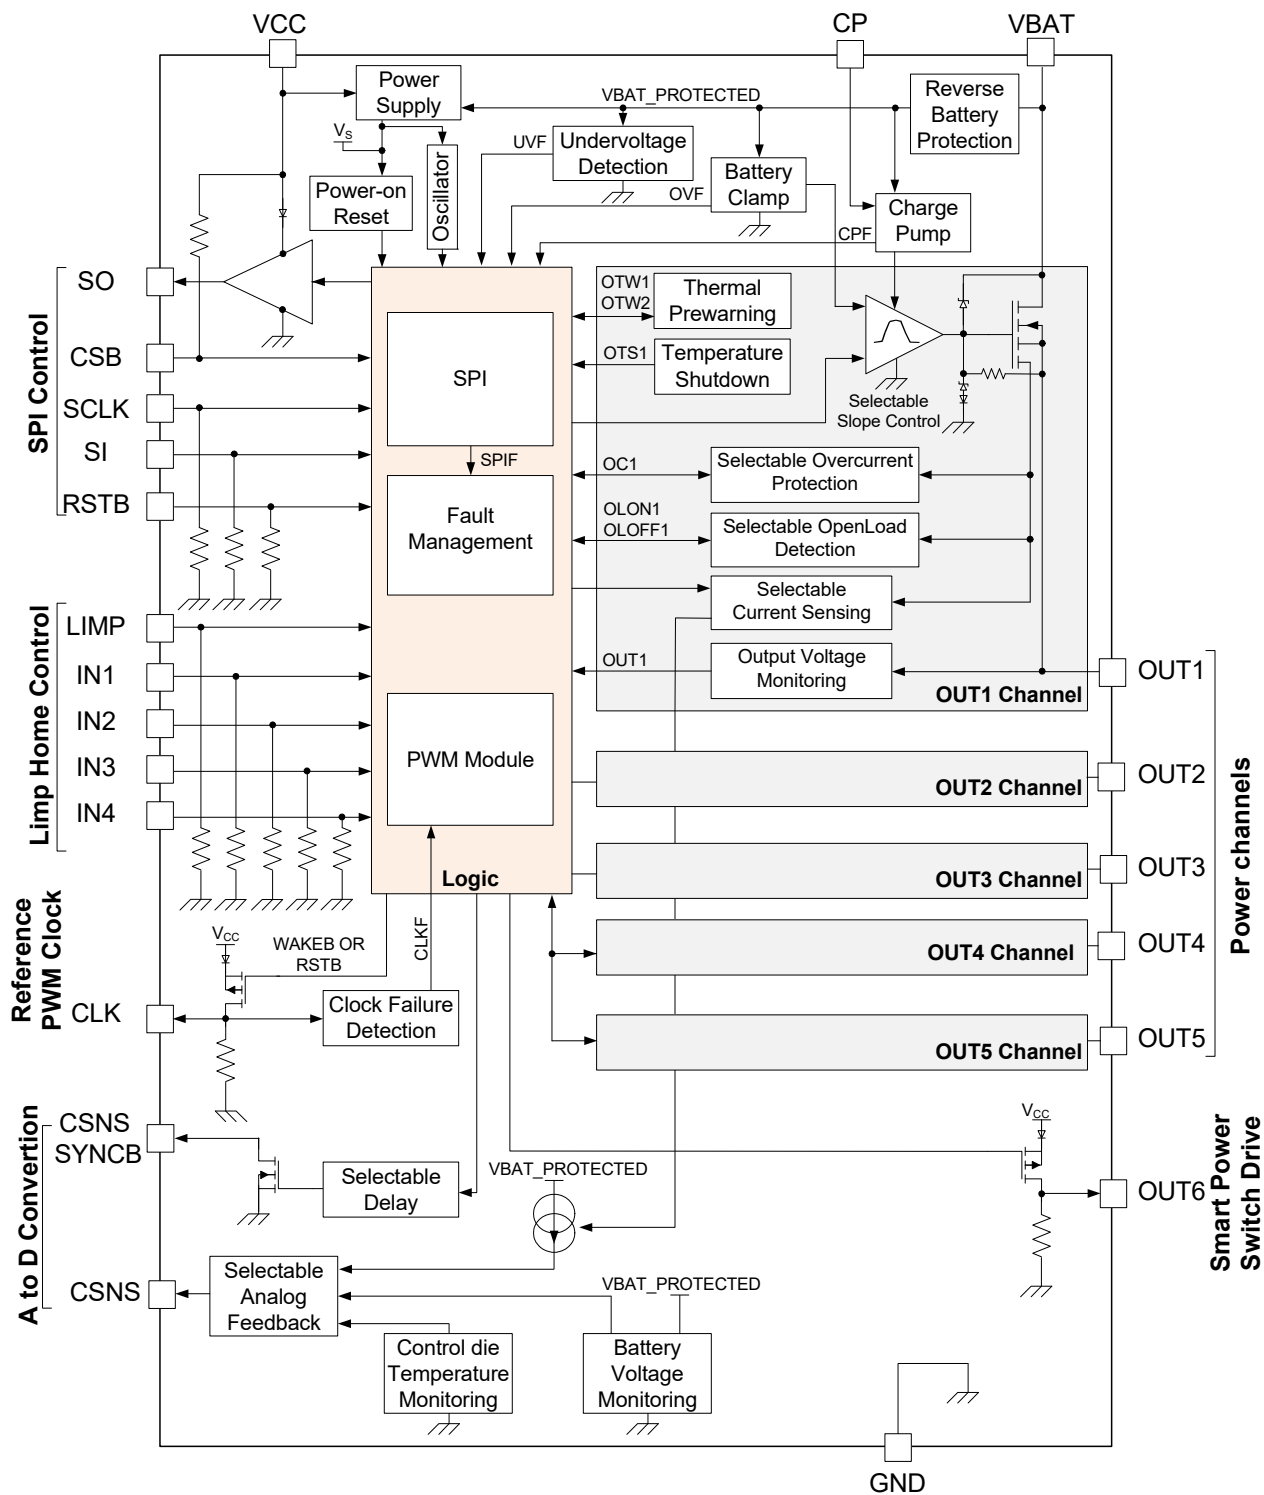 VCC
CP
VBAT
Power
Supply
VBAT_PROTECTED
Reverse
Battery
Protection
VS
UVF
Undervoltage
Detection
Oscillator
Power-on
Reset
OVF
Battery
Clamp
CPF
Charge
Pump
SPI Control
SO
CSB
SCLK
SI
RSTB
SPI
SPIF
Fault
Management
PWM Module
Logic
OTW1
OTW2
Thermal
Prewarning
OTS1
Temperature
Shutdown
Selectable
Slope Control
OC1
Selectable Overcurrent
Protection
OLON1
OLOFF1
Selectable OpenLoad
Detection
Selectable
Current Sensing
OUT1
Output Voltage
Monitoring
OUT1 Channel
OUT2 Channel
OUT3 Channel
OUT4 Channel
OUT5 Channel
OUT1
OUT2
OUT3
OUT4
OUT5
Power channels
Limp Home Control
LIMP
IN1
IN2
IN3
IN4
Reference
PWM Clock
CLK
VCC
WAKEB OR
RSTB
CLKF
Clock Failure
Detection
A to D Convertion
CSNS
SYNCB
CSNS
Selectable
Delay
VBAT_PROTECTED
Selectable
Analog
Feedback
Control die
Temperature
Monitoring
VBAT_PROTECTED
Battery
Voltage
Monitoring
VCC
OUT6
Smart Power
Switch Drive
GND